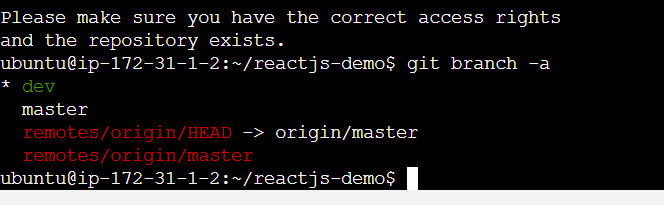 Please make sure you have the correct access rights
and the repository exists.
ubuntu@ip-172-31-1-2:~/reactjs-demo$ git branch -a
* dev
  master
  remotes/origin/HEAD -> origin/master
  remotes/origin/master
ubuntu@ip-172-31-1-2:~/reactjs-demo$